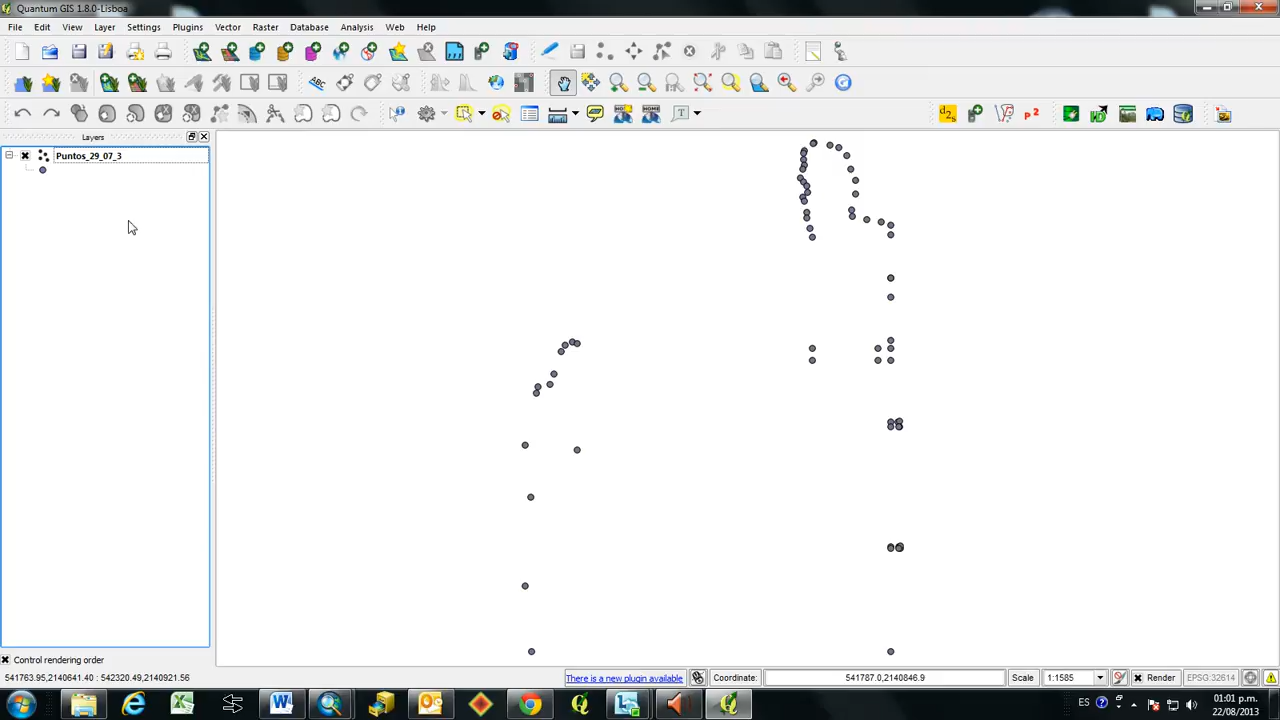 Quantum GIS 1.8.0-Lisboa
File Edit View Layer Settings Plugins Vector Raster Database Analysis Web Help
Layers
Puntos_29_07_3
Control rendering order
541763.95,2140641.40 : 542320.49,2140921.56
There is a new plugin available
Coordinate:
541787.0,2140846.9
Scale
1:1585
Render
EPSG:32614
ES
01:01 p.m.
22/08/2013